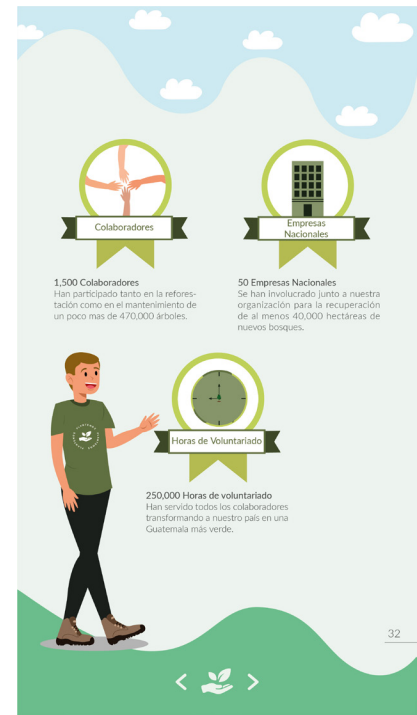 Colaboradores
Empresas
Nacionales
1,500 Colaboradores
Han participado tanto en la refores-
tación como en el mantenimiento de
un poco mas de 470,000 árboles.
50 Empresas Nacionales
Se han involucrado junto a nuestra
organización para la recuperación
de al menos 40,000 hectáreas de
nuevos bosques.
Horas de Voluntariado
250,000 Horas de voluntariado
Han servido todos los colaboradores
transformando a nuestro país en una
Guatemala más verde.
32